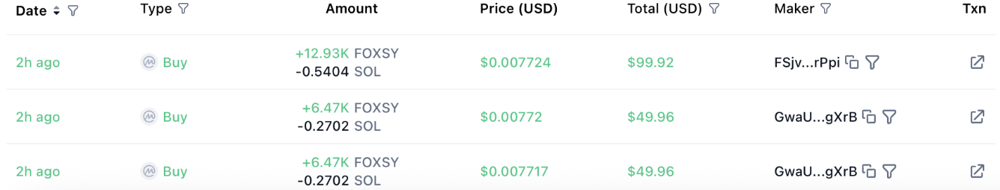 Date Type Amount Price (USD) Total (USD) Maker Txn
2h ago Buy +12.93K FOXSY $0.007724 $99.92 FSjv...rPpi
-0.5404 SOL
2h ago Buy +6.47K FOXSY $0.00772 $49.96 GwaU...gXrB
-0.2702 SOL
2h ago Buy +6.47K FOXSY $0.007717 $49.96 GwaU...gXrB
-0.2702 SOL